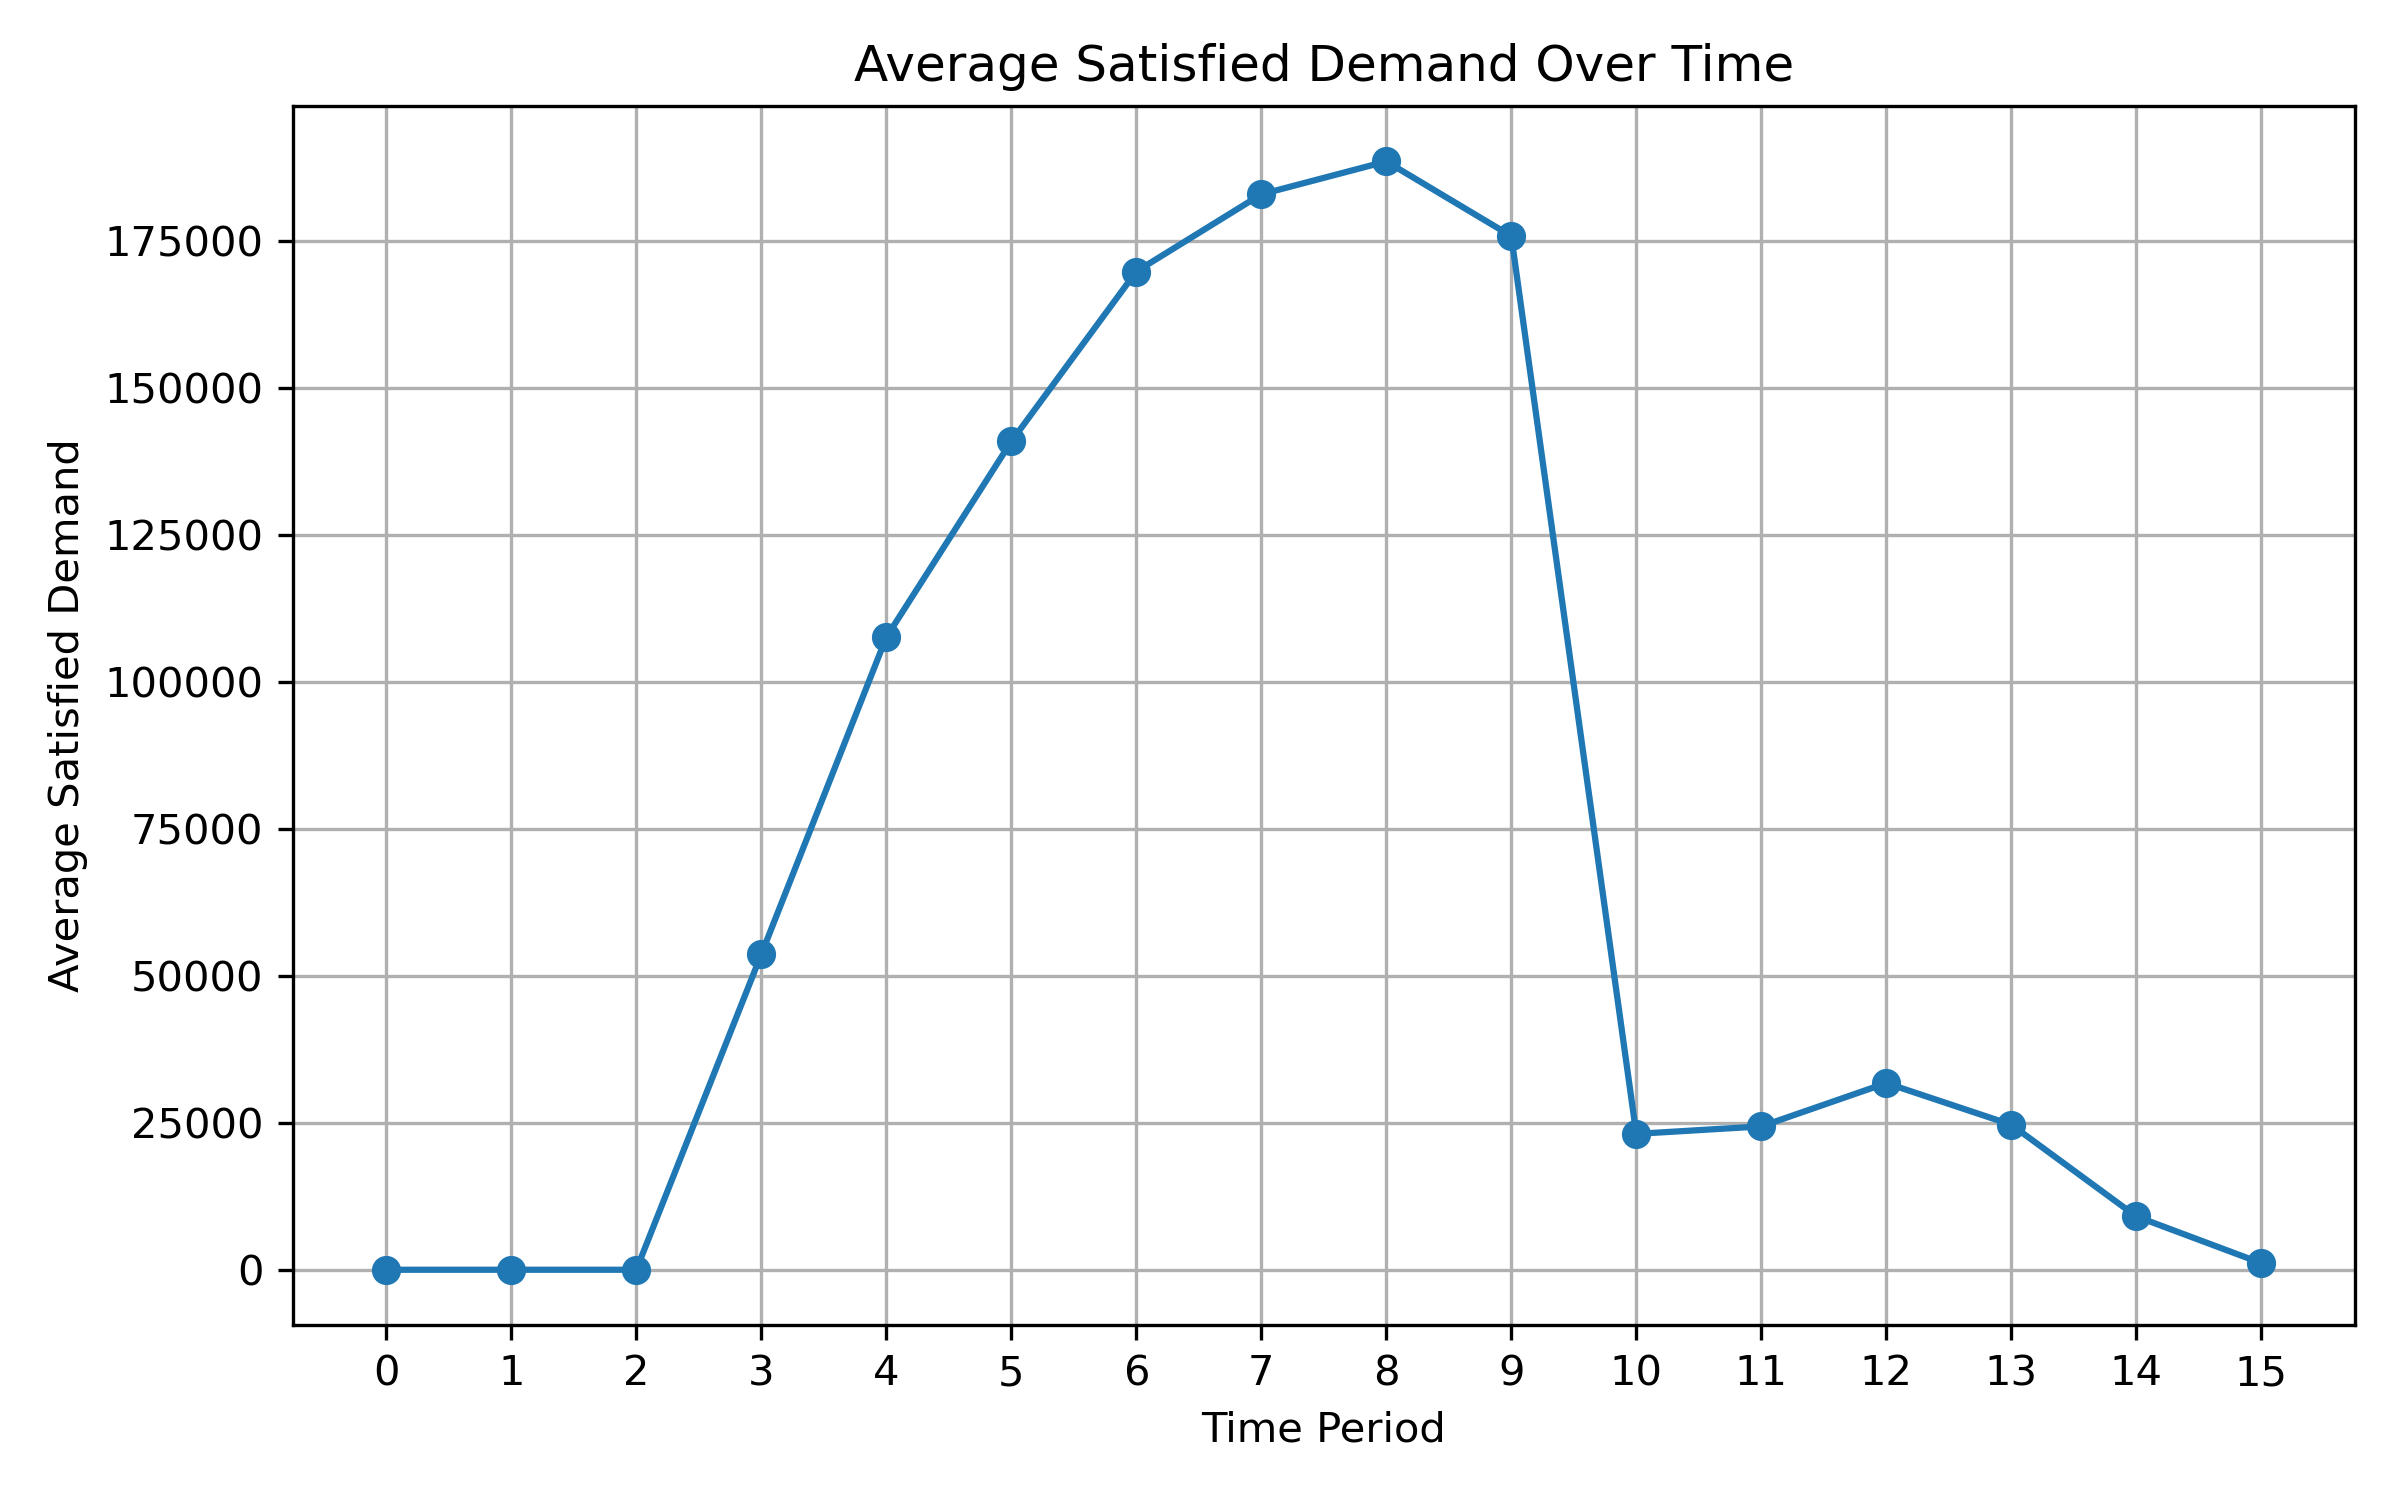 Average Satisfied Demand Over Time
Average Satisfied Demand
175000
150000
125000
100000
75000
50000
25000
0
0 1 2 3 4 5 6 7 8 9 10 11 12 13 14 15
Time Period